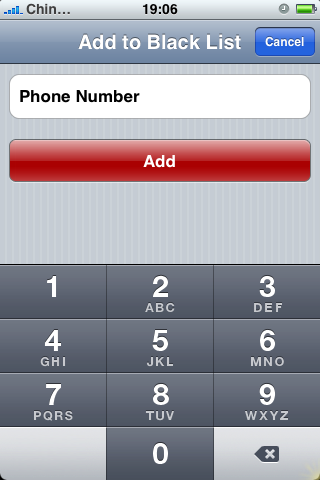 Chin... 19:06
Add to Black List Cancel
Phone Number
Add
1 2 3
ABC DEF
4 5 6
GHI JKL MNO
7 8 9
PQRS TUV WXYZ
0